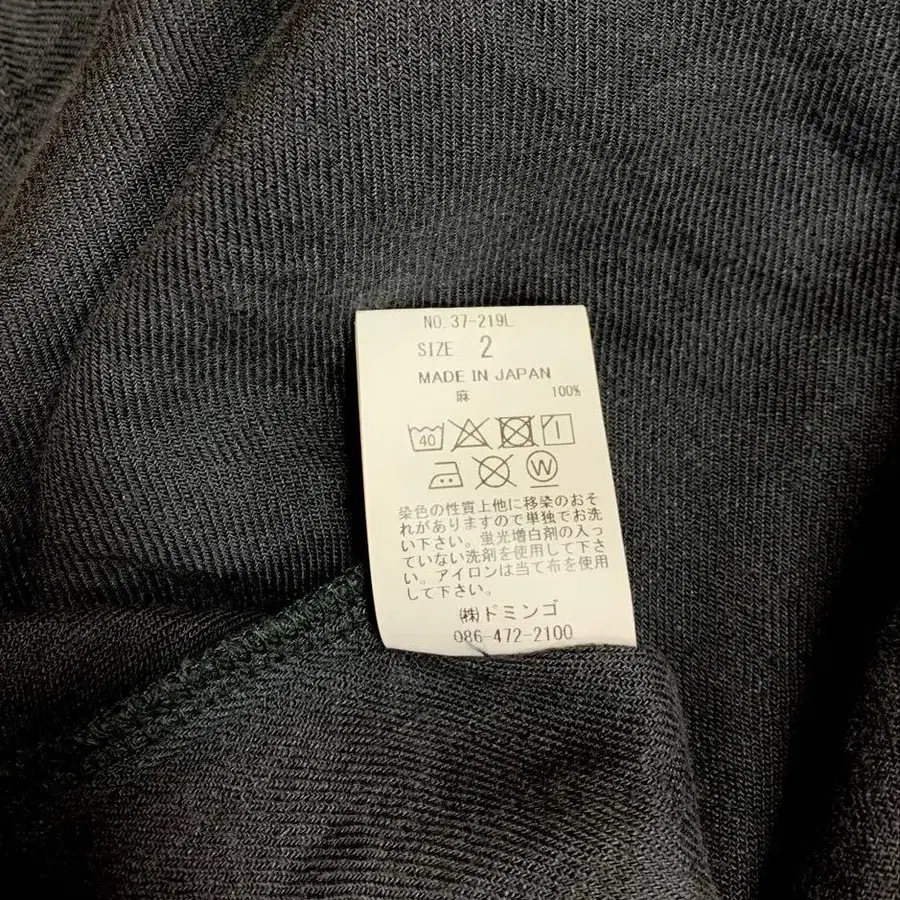 NO. 37-219L
SIZE 2
MADE IN JAPAN
麻 100%
40 W
染色の性質上他に移染のおそ
れがありますので単独でお洗
い下さい。蛍光増白剤の入っ
ていない洗剤を使用して下さ
い。アイロンは当て布を使用
して下さい。
㈱ドミンゴ
086-472-2100